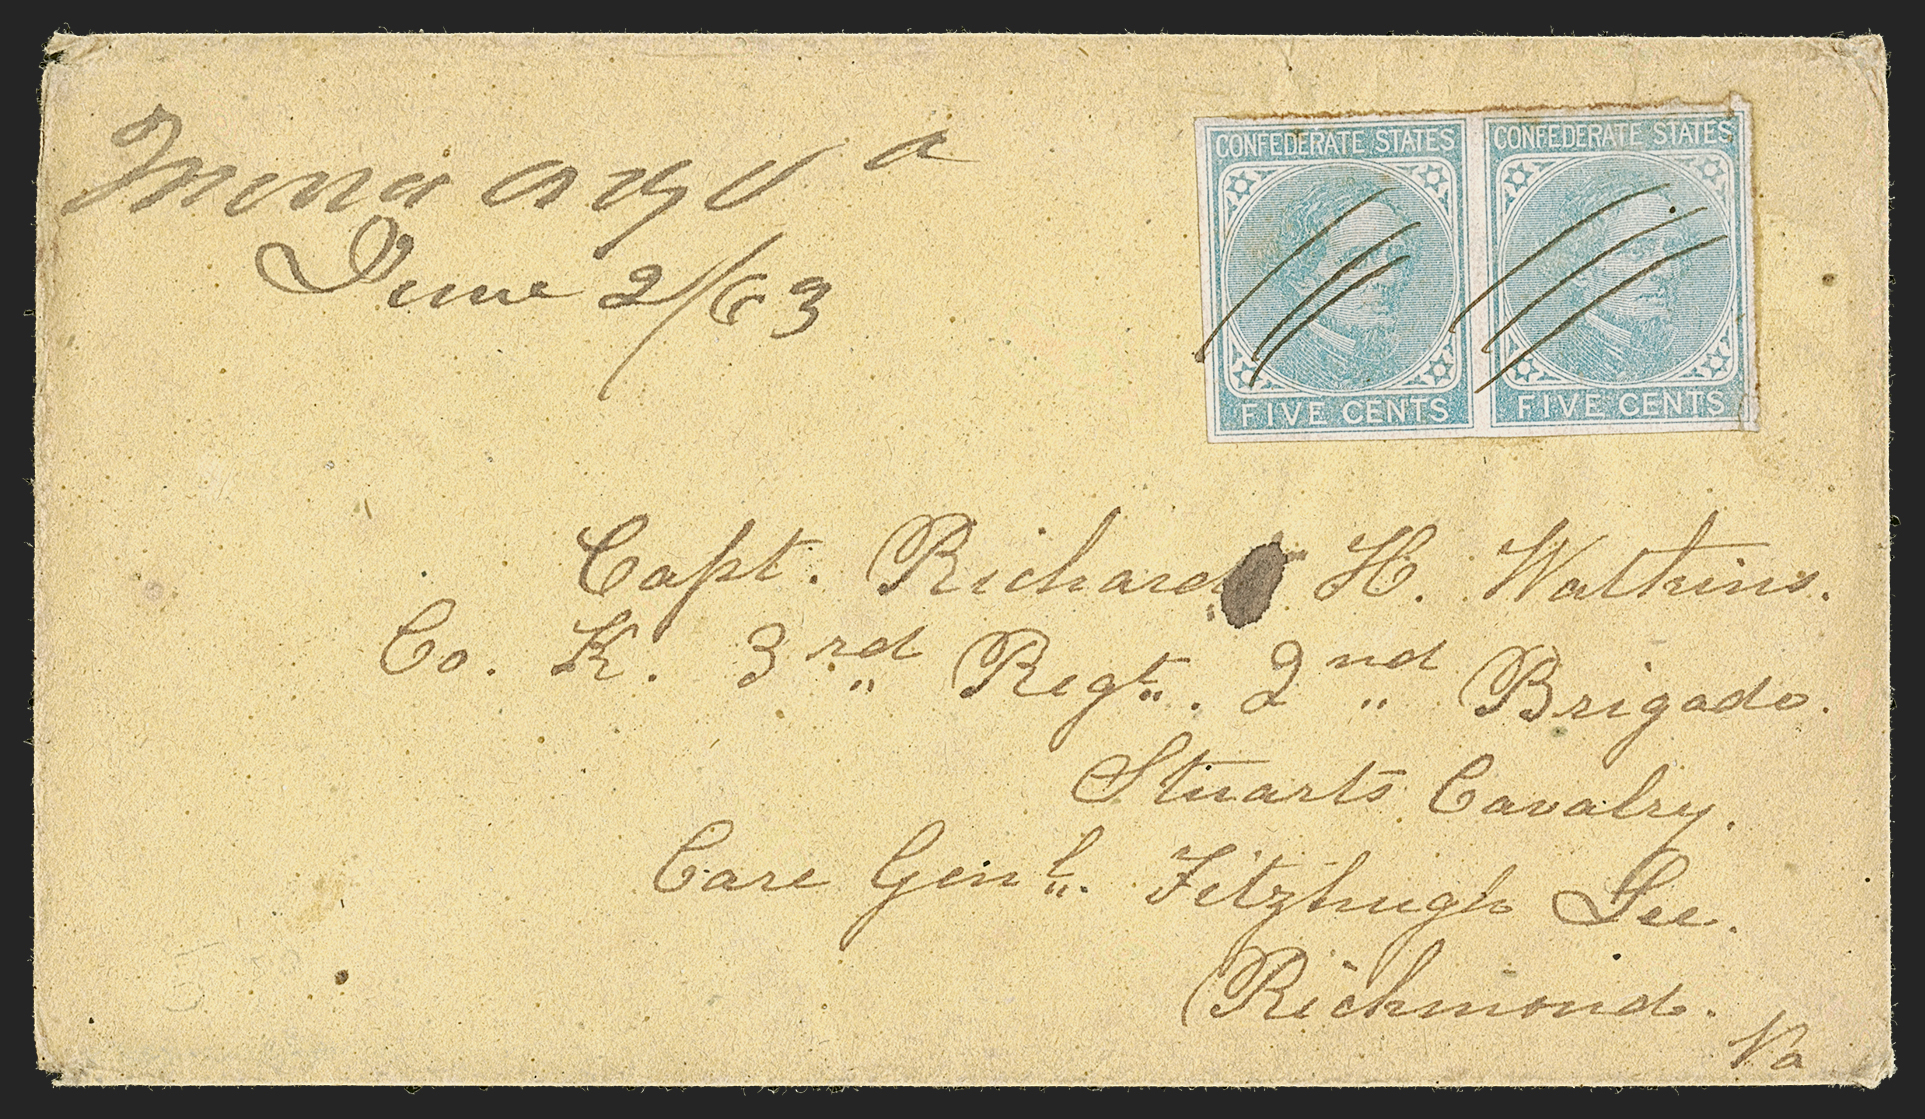 Va
June 2/63
CONFEDERATE STATES
FIVE CENTS
CONFEDERATE STATES
FIVE CENTS
Capt. Richard H. Watkins.
Co. K. 3rd Regt. 2nd Brigade.
Stuarts Cavalry.
Care Genl. Fitzhugh Lee.
Richmond.
Va